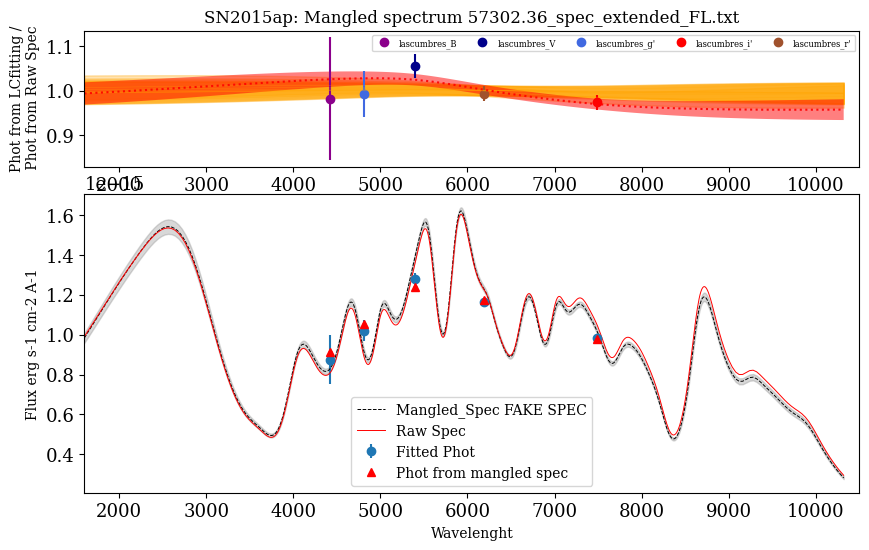 SN2015ap: Mangled spectrum 57302.36_spec_extended_FL.txt
Phot from LCfitting /
Phot from Raw Spec
1.1
1.0
0.9
lascumbres_B
lascumbres_V
lascumbres_g'
lascumbres_i'
lascumbres_r'
2000 3000 4000 5000 6000 7000 8000 9000 10000
1e−15
Flux erg s-1 cm-2 A-1
1.6
1.4
1.2
1.0
0.8
0.6
0.4
Mangled_Spec FAKE SPEC
Raw Spec
Fitted Phot
Phot from mangled spec
2000 3000 4000 5000 6000 7000 8000 9000 10000
Wavelenght